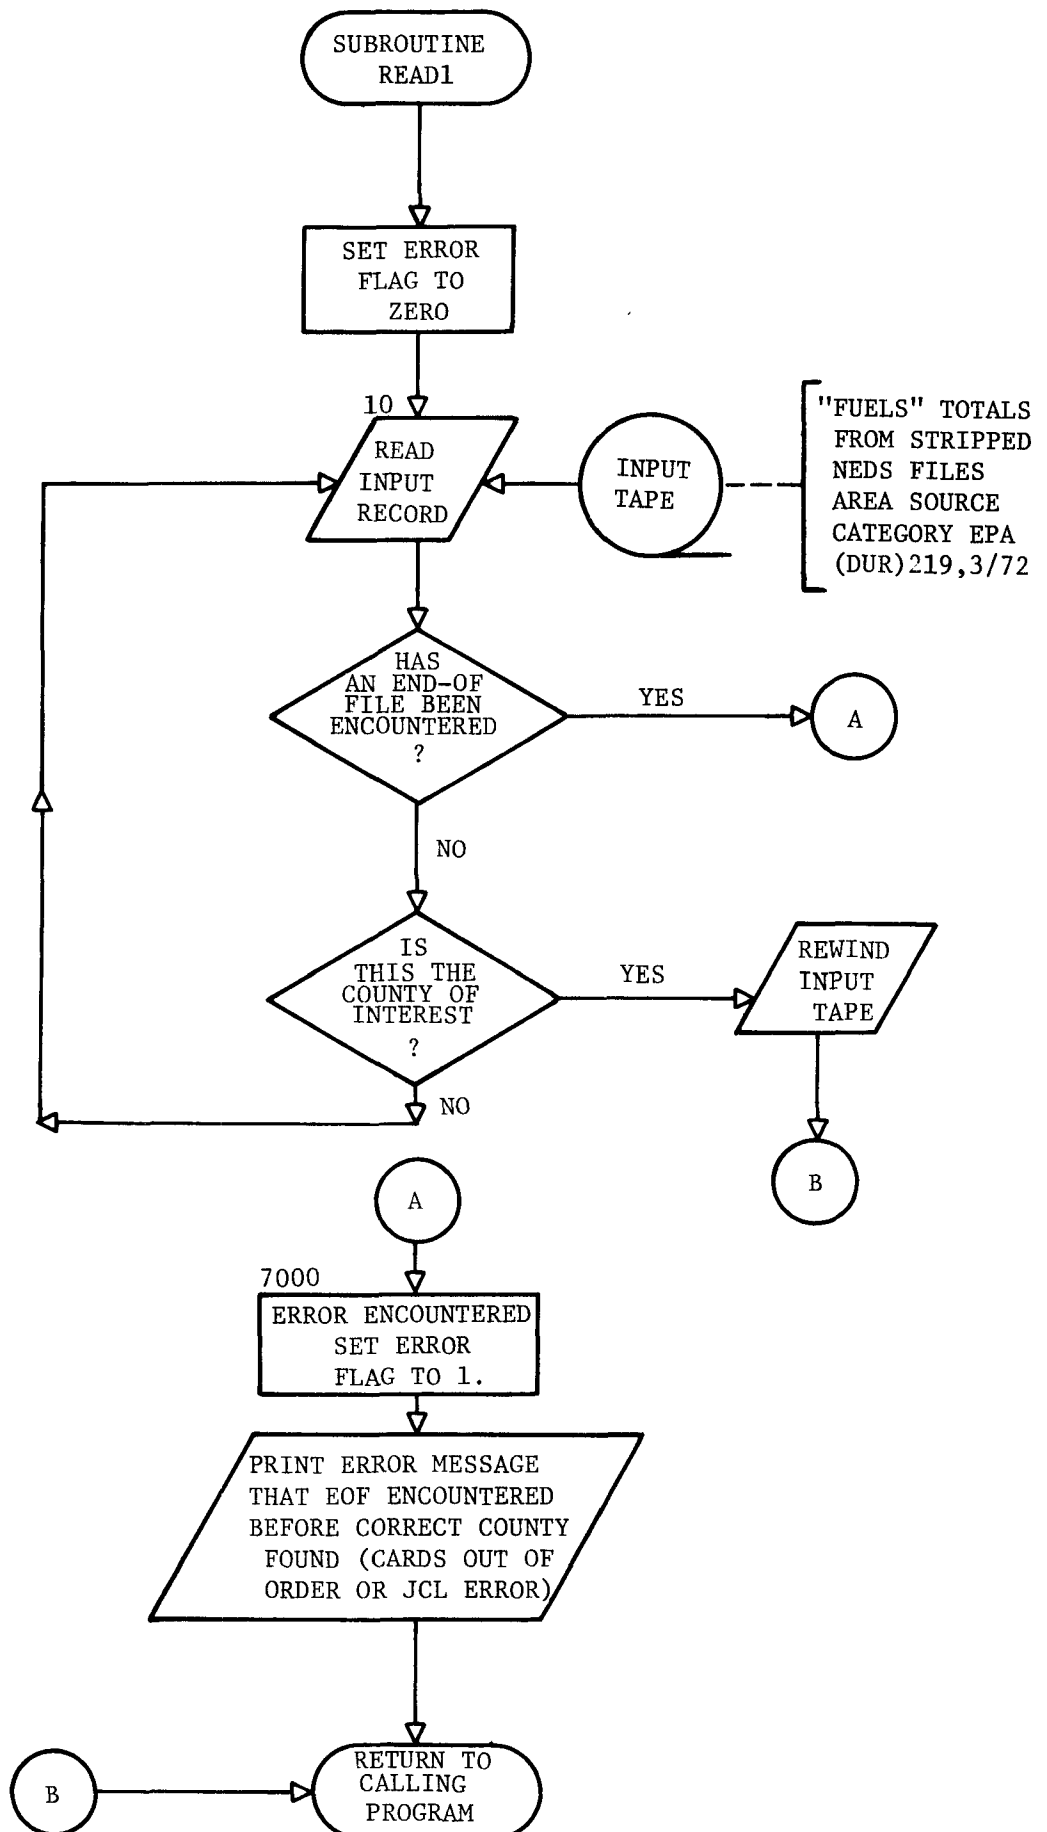 SUBROUTINE
READ1
SET ERROR
FLAG TO
ZERO
10
READ
INPUT
RECORD
INPUT
TAPE
"FUELS" TOTALS
FROM STRIPPED
NEDS FILES
AREA SOURCE
CATEGORY EPA
(DUR)219,3/72
HAS
AN END-OF
FILE BEEN
ENCOUNTERED
?
YES
A
NO
IS
THIS THE
COUNTY OF
INTEREST
?
YES
REWIND
INPUT
TAPE
NO
B
A
7000
ERROR ENCOUNTERED
SET ERROR
FLAG TO 1.
PRINT ERROR MESSAGE
THAT EOF ENCOUNTERED
BEFORE CORRECT COUNTY
FOUND (CARDS OUT OF
ORDER OR JCL ERROR)
B
RETURN TO
CALLING
PROGRAM